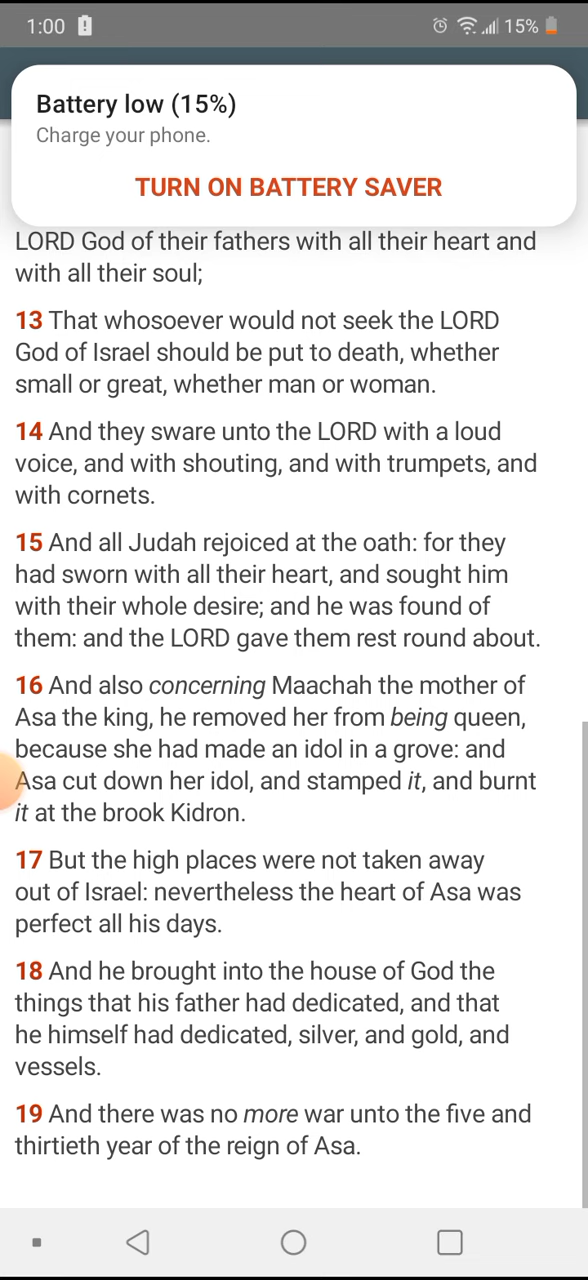 1:00
15%
Battery low (15%)
Charge your phone.
TURN ON BATTERY SAVER
LORD God of their fathers with all their heart and
with all their soul;
13 That whosoever would not seek the LORD
God of Israel should be put to death, whether
small or great, whether man or woman.
14 And they sware unto the LORD with a loud
voice, and with shouting, and with trumpets, and
with cornets.
15 And all Judah rejoiced at the oath: for they
had sworn with all their heart, and sought him
with their whole desire; and he was found of
them: and the LORD gave them rest round about.
16 And also concerning Maachah the mother of
Asa the king, he removed her from being queen,
because she had made an idol in a grove: and
Asa cut down her idol, and stamped it, and burnt
it at the brook Kidron.
17 But the high places were not taken away
out of Israel: nevertheless the heart of Asa was
perfect all his days.
18 And he brought into the house of God the
things that his father had dedicated, and that
he himself had dedicated, silver, and gold, and
vessels.
19 And there was no more war unto the five and
thirtieth year of the reign of Asa.